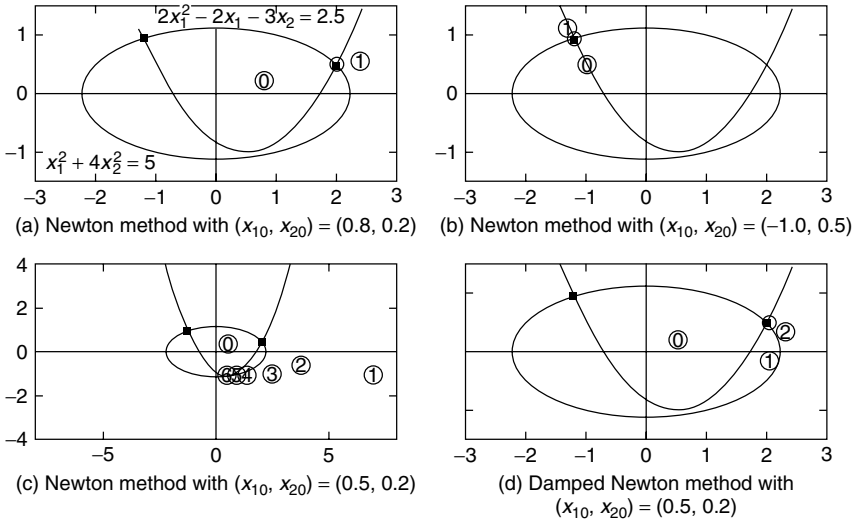 2x₁² − 2x₁ − 3x₂ = 2.5
1
0
−1
x₁² + 4x₂² = 5
⓪
①
−3 −2 −1 0 1 2 3
(a) Newton method with (x₁₀, x₂₀) = (0.8, 0.2)
1
0
−1
①
⓪
−3 −2 −1 0 1 2 3
(b) Newton method with (x₁₀, x₂₀) = (−1.0, 0.5)
4
2
0
−2
−4
⓪
⑥⑤④ ③ ② ①
−5 0 5
(c) Newton method with (x₁₀, x₂₀) = (0.5, 0.2)
⓪
②
①
−3 −2 −1 0 1 2 3
(d) Damped Newton method with
(x₁₀, x₂₀) = (0.5, 0.2)